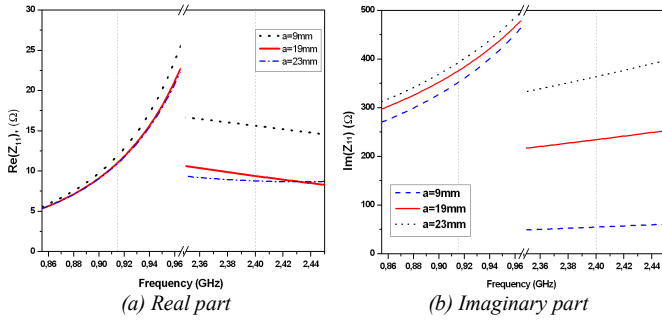 Re(Z11), (Ω)
30
25
20
15
10
5
0
a=9mm
a=19mm
a=23mm
0,86 0,88 0,90 0,92 0,94 0,96 2,36 2,38 2,40 2,42 2,44
Frequency (GHz)
(a) Real part
Im(Z11) (Ω)
500
400
300
250
100
0
a=9mm
a=19mm
a=23mm
0,86 0,88 0,90 0,92 0,94 0,96 2,36 2,38 2,40 2,42 2,44
Frequency (GHz)
(b) Imaginary part